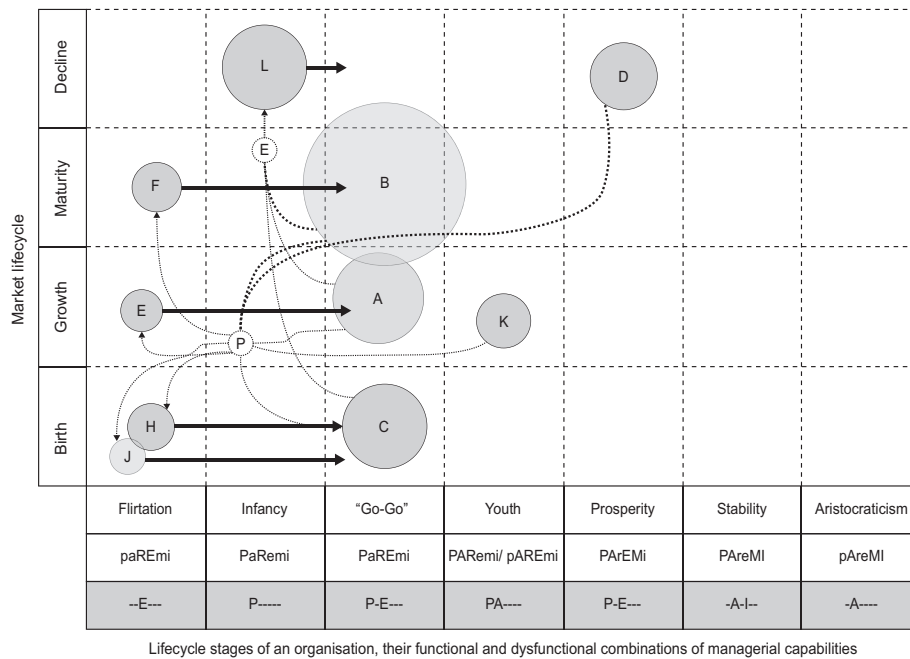 Market lifecycle
Decline
Maturity
Growth
Birth
L
D
E
F
B
E
A
K
P
H
C
J
Flirtation Infancy “Go-Go” Youth Prosperity Stability Aristocraticism
paREmi PaRemi PaREmi PARemi/ pAREmi PArEMi PAreMI pAreMI
--E--- P----- P-E--- PA---- P-E--- -A-I-- -A----
Lifecycle stages of an organisation, their functional and dysfunctional combinations of managerial capabilities